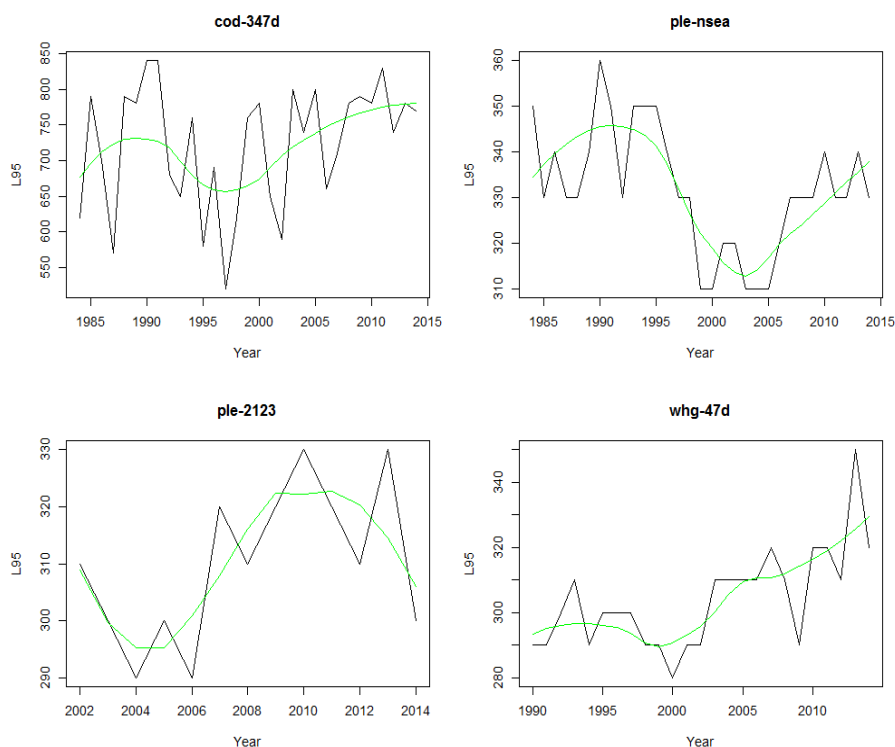 cod-347d
L95
550 600 650 700 750 800 850
1985 1990 1995 2000 2005 2010 2015
Year
ple-nsea
L95
310 320 330 340 350 360
1985 1990 1995 2000 2005 2010 2015
Year
ple-2123
L95
290 300 310 320 330
2002 2004 2006 2008 2010 2012 2014
Year
whg-47d
L95
280 300 320 340
1990 1995 2000 2005 2010
Year